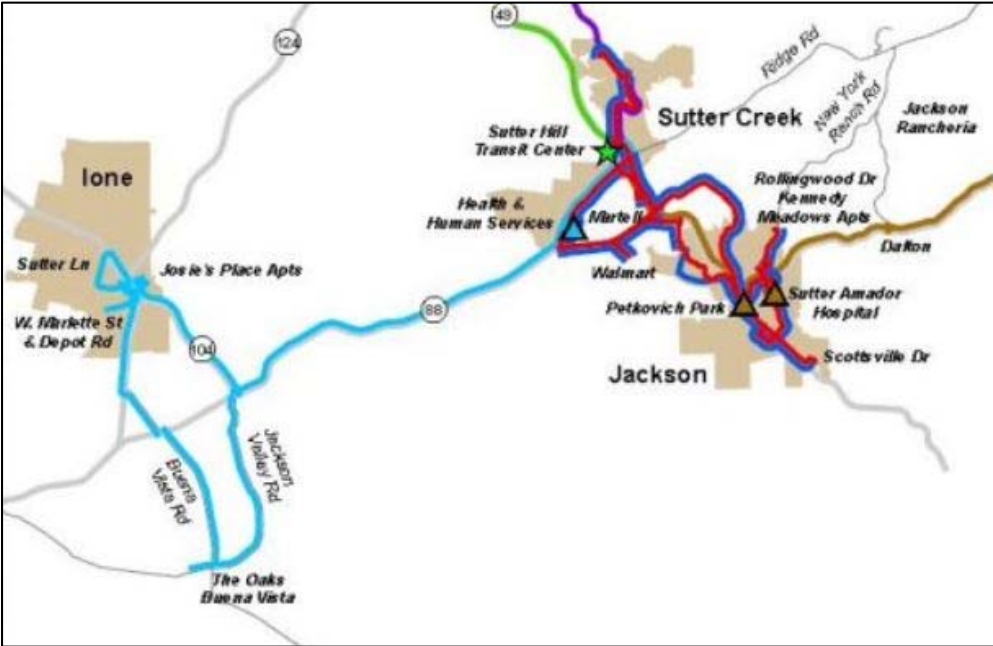 49
124
Ridge Rd
New York
Ranch Rd
Jackson
Rancheria
Sutter Creek
Sutter Hill
Transit Center
Ione
Rollingwood Dr
Kennedy
Meadows Apts
Health &
Human Services
Martell
Dalton
Sutter Ln
Josie's Place Apts
Walmart
Petkovich Park
Sutter Amador
Hospital
W. Marlette St
& Depot Rd
88
104
Scottsville Dr
Jackson
Jackson
Valley Rd
Buena
Vista Rd
The Oaks
Buena Vista